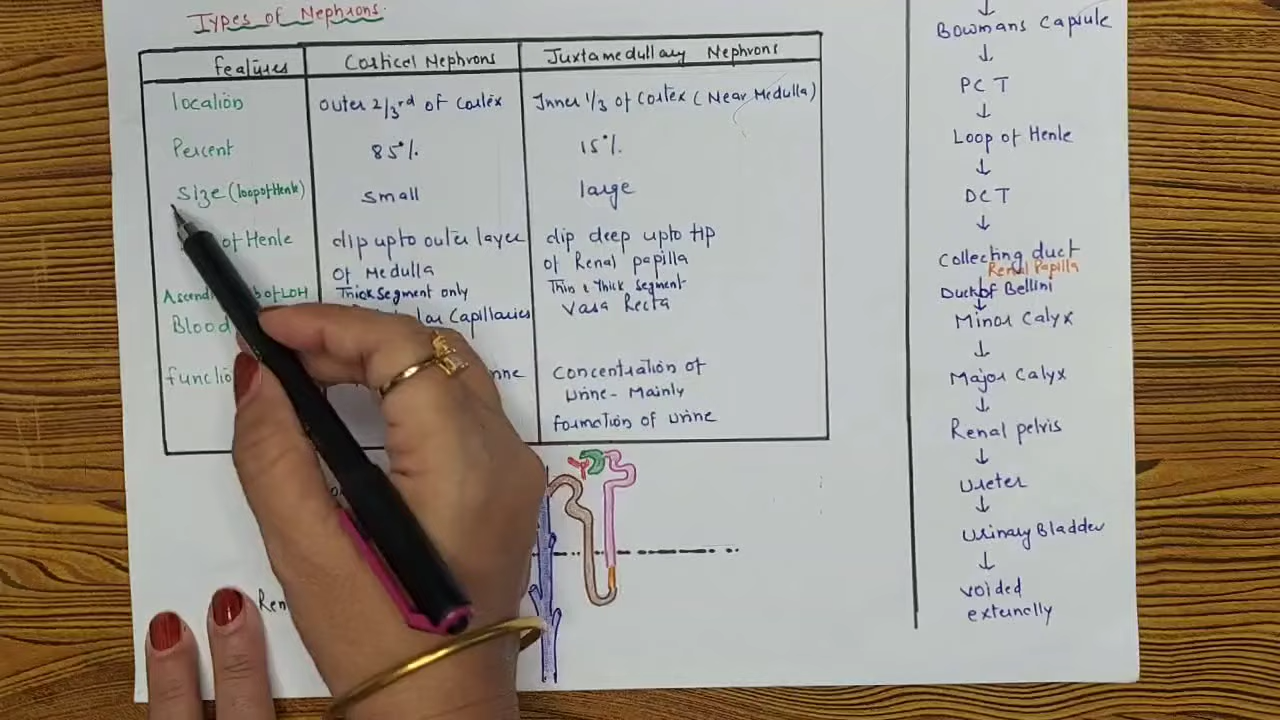 Types of Nephrons.
features Cortical Nephrons Juxtamedullary Nephrons
location outer 2/3rd of Cortex Inner 1/3 of Cortex (Near Medulla)
Percent 85% 15%
Size (loop of Henle) small large
of Henle dip upto outer layer of Medulla dip deep upto tip of Renal papilla
of LOH Thick Segment only Thin & Thick Segment
Blood Capillaries Vasa Recta
function Concentration of
Urine - Mainly
formation of urine
↓
Bowmans Capsule
↓
PCT
↓
Loop of Henle
↓
DCT
↓
Collecting duct
Renal Papilla
Duct of Bellini
↓
Minor Calyx
↓
Major Calyx
↓
Renal pelvis
↓
Ureter
↓
Urinary Bladder
↓
voided
externally